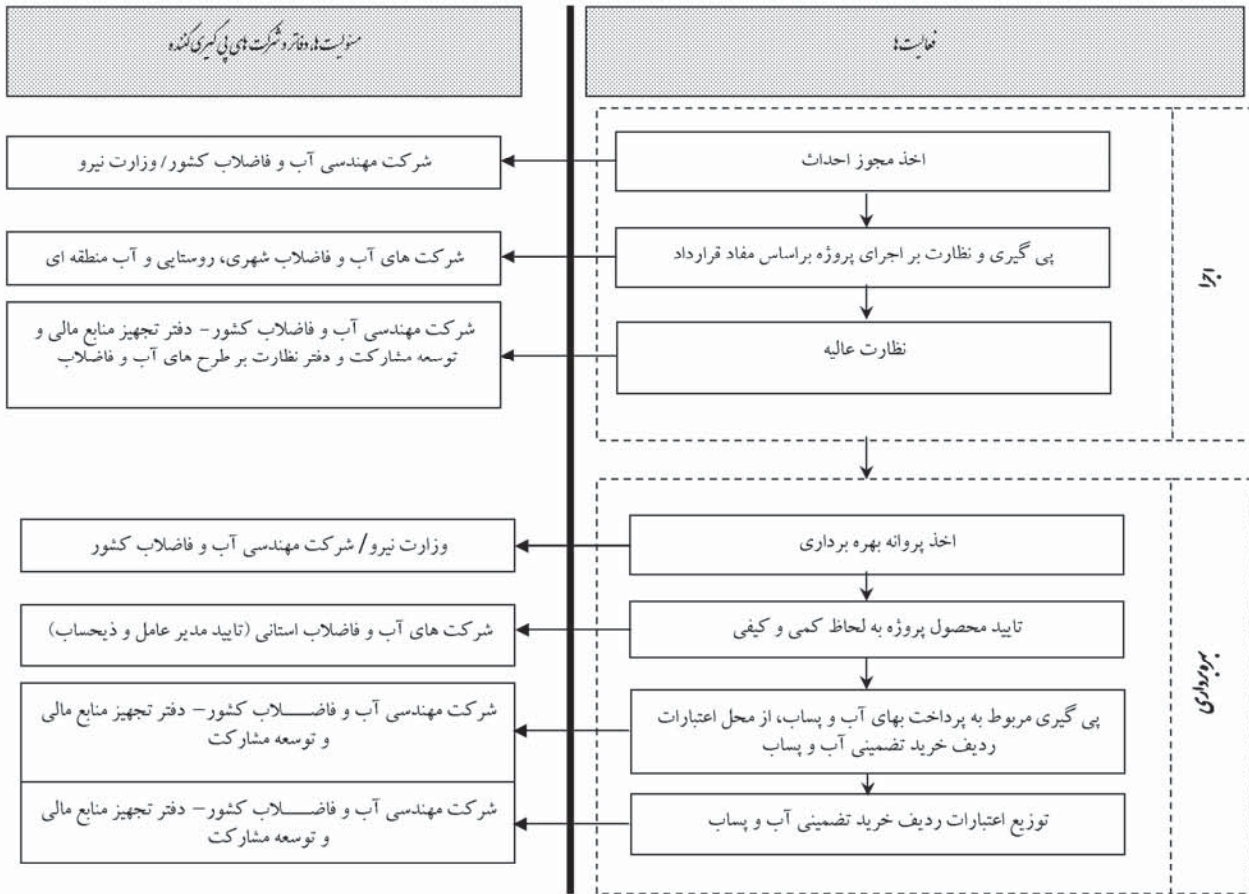 فعالیت‌ها
مسئولیت‌ها، دفاتر و شرکت های پی گیری کننده
اجرا
اخذ مجوز احداث
شرکت مهندسی آب و فاضلاب کشور/ وزارت نیرو
پی گیری و نظارت بر اجرای پروژه براساس مفاد قرارداد
شرکت های آب و فاضلاب شهری، روستایی و آب منطقه ای
نظارت عالیه
شرکت مهندسی آب و فاضلاب کشور- دفتر تجهیز منابع مالی و
توسعه مشارکت و دفتر نظارت بر طرح های آب و فاضلاب
بهره‌برداری
اخذ پروانه بهره برداری
وزارت نیرو/ شرکت مهندسی آب و فاضلاب کشور
تایید محصول پروژه به لحاظ کمی و کیفی
شرکت های آب و فاضلاب استانی (تایید مدیر عامل و ذیحساب)
پی گیری مربوط به پرداخت بهای آب و پساب، از محل اعتبارات
ردیف خرید تضمینی آب و پساب
شرکت مهندسی آب و فاضـــــلاب کشور– دفتر تجهیز منابع مالی
و توسعه مشارکت
توزیع اعتبارات ردیف خرید تضمینی آب و پساب
شرکت مهندسی آب و فاضـــــلاب کشور– دفتر تجهیز منابع مالی
و توسعه مشارکت